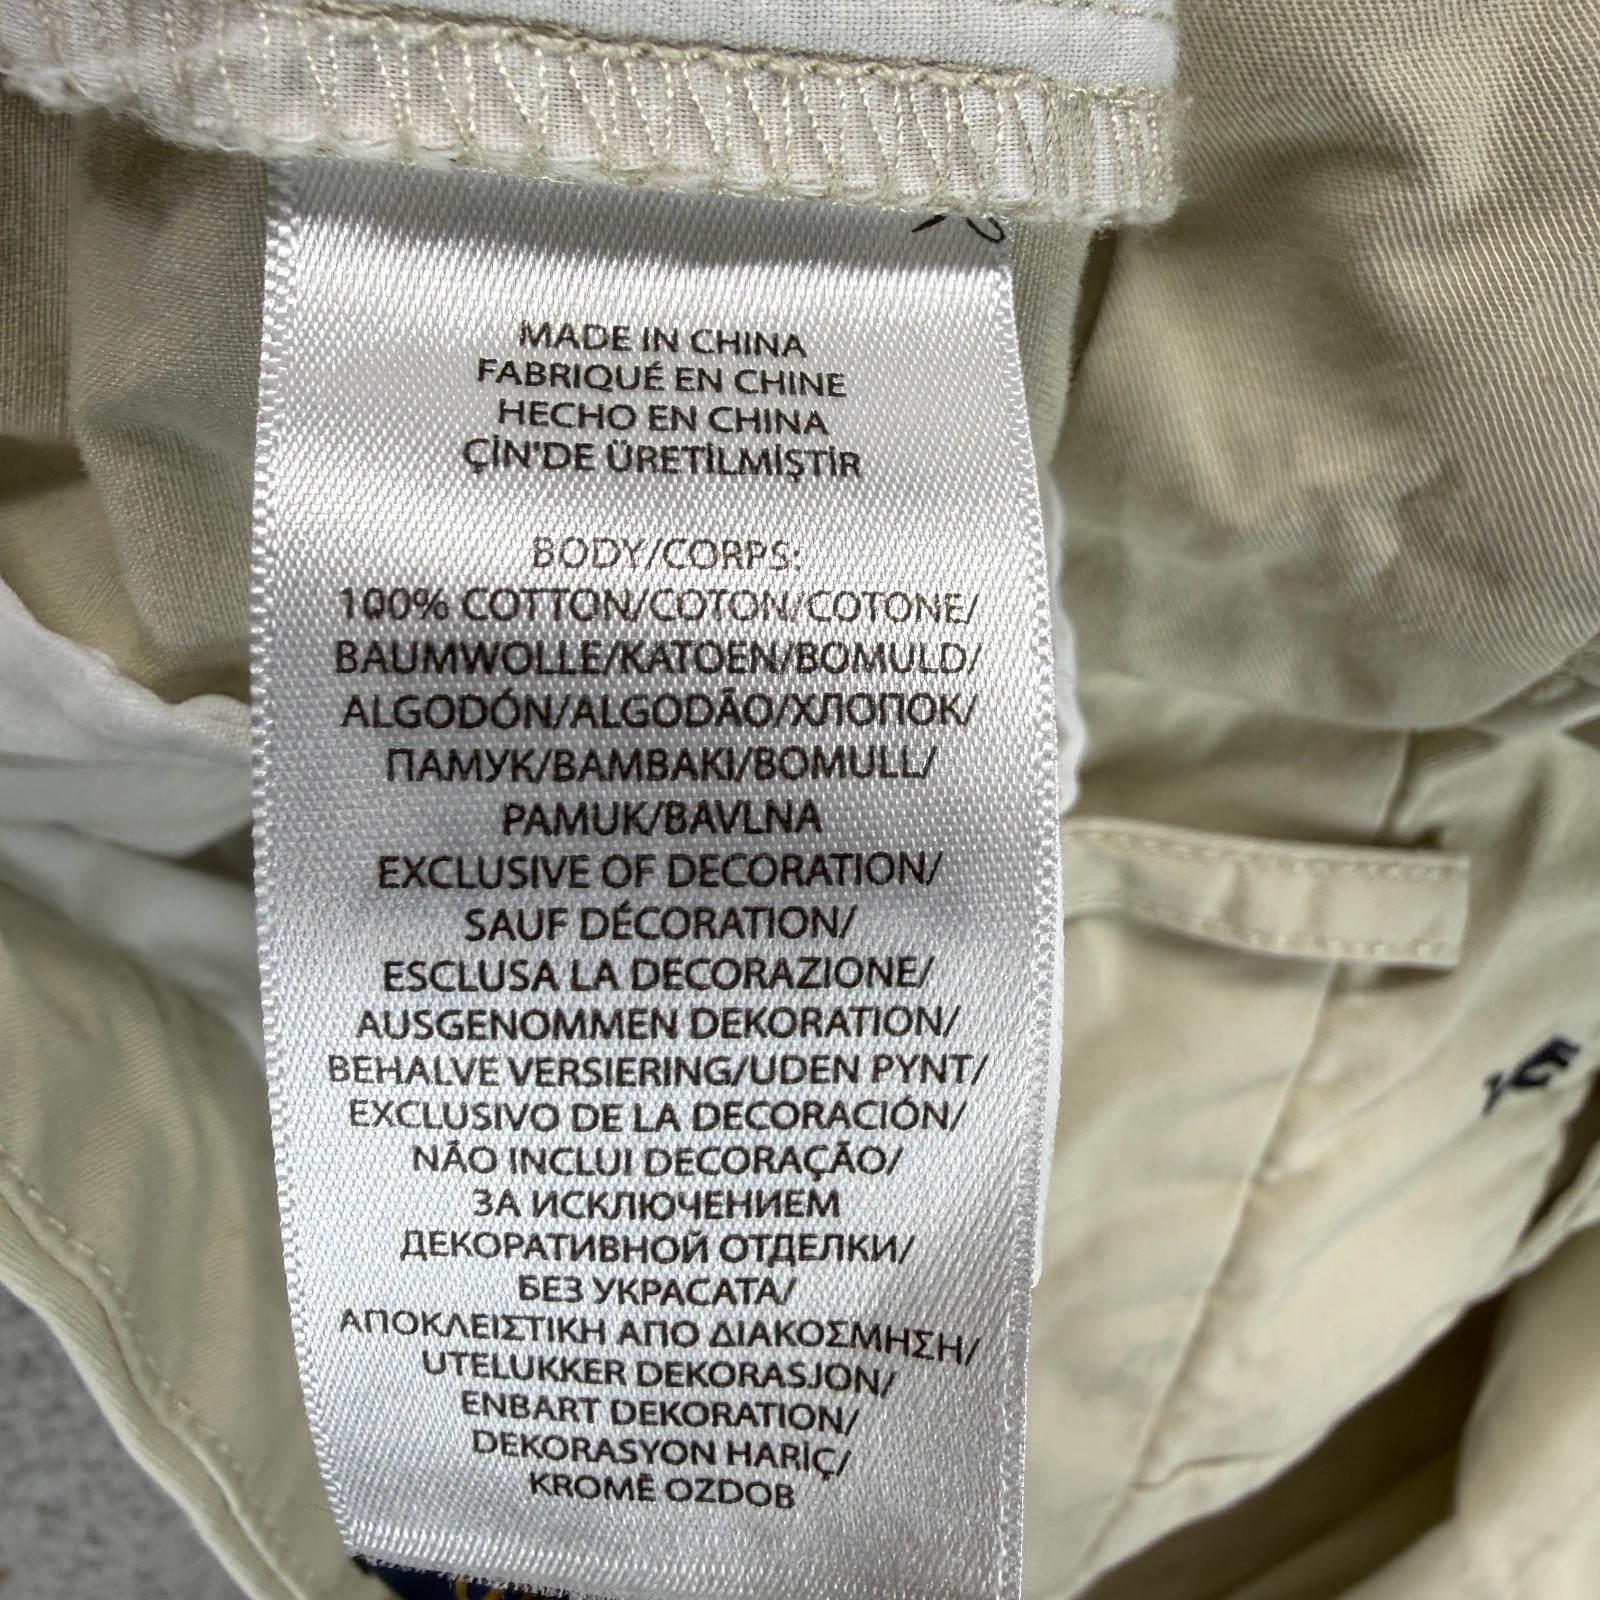 MADE IN CHINA
FABRIQUÉ EN CHINE
HECHO EN CHINA
ÇİN'DE ÜRETİLMİŞTİR
BODY/CORPS:
100% COTTON/COTON/COTONE/
BAUMWOLLE/KATOEN/BOMULD/
ALGODÓN/ALGODÃO/ХЛОПОК/
ПАМУК/ΒΑΜΒΑΚΙ/BOMULL/
PAMUK/BAVLNA
EXCLUSIVE OF DECORATION/
SAUF DÉCORATION/
ESCLUSA LA DECORAZIONE/
AUSGENOMMEN DEKORATION/
BEHALVE VERSIERING/UDEN PYNT/
EXCLUSIVO DE LA DECORACIÓN/
NÃO INCLUI DECORAÇÃO/
ЗА ИСКЛЮЧЕНИЕМ
ДЕКОРАТИВНОЙ ОТДЕЛКИ/
БЕЗ УКРАСАТА/
ΑΠΟΚΛΕΙΣΤΙΚΗ ΑΠΟ ΔΙΑΚΟΣΜΗΣΗ/
UTELUKKER DEKORASJON/
ENBART DEKORATION/
DEKORASYON HARİÇ/
KROMĚ OZDOB